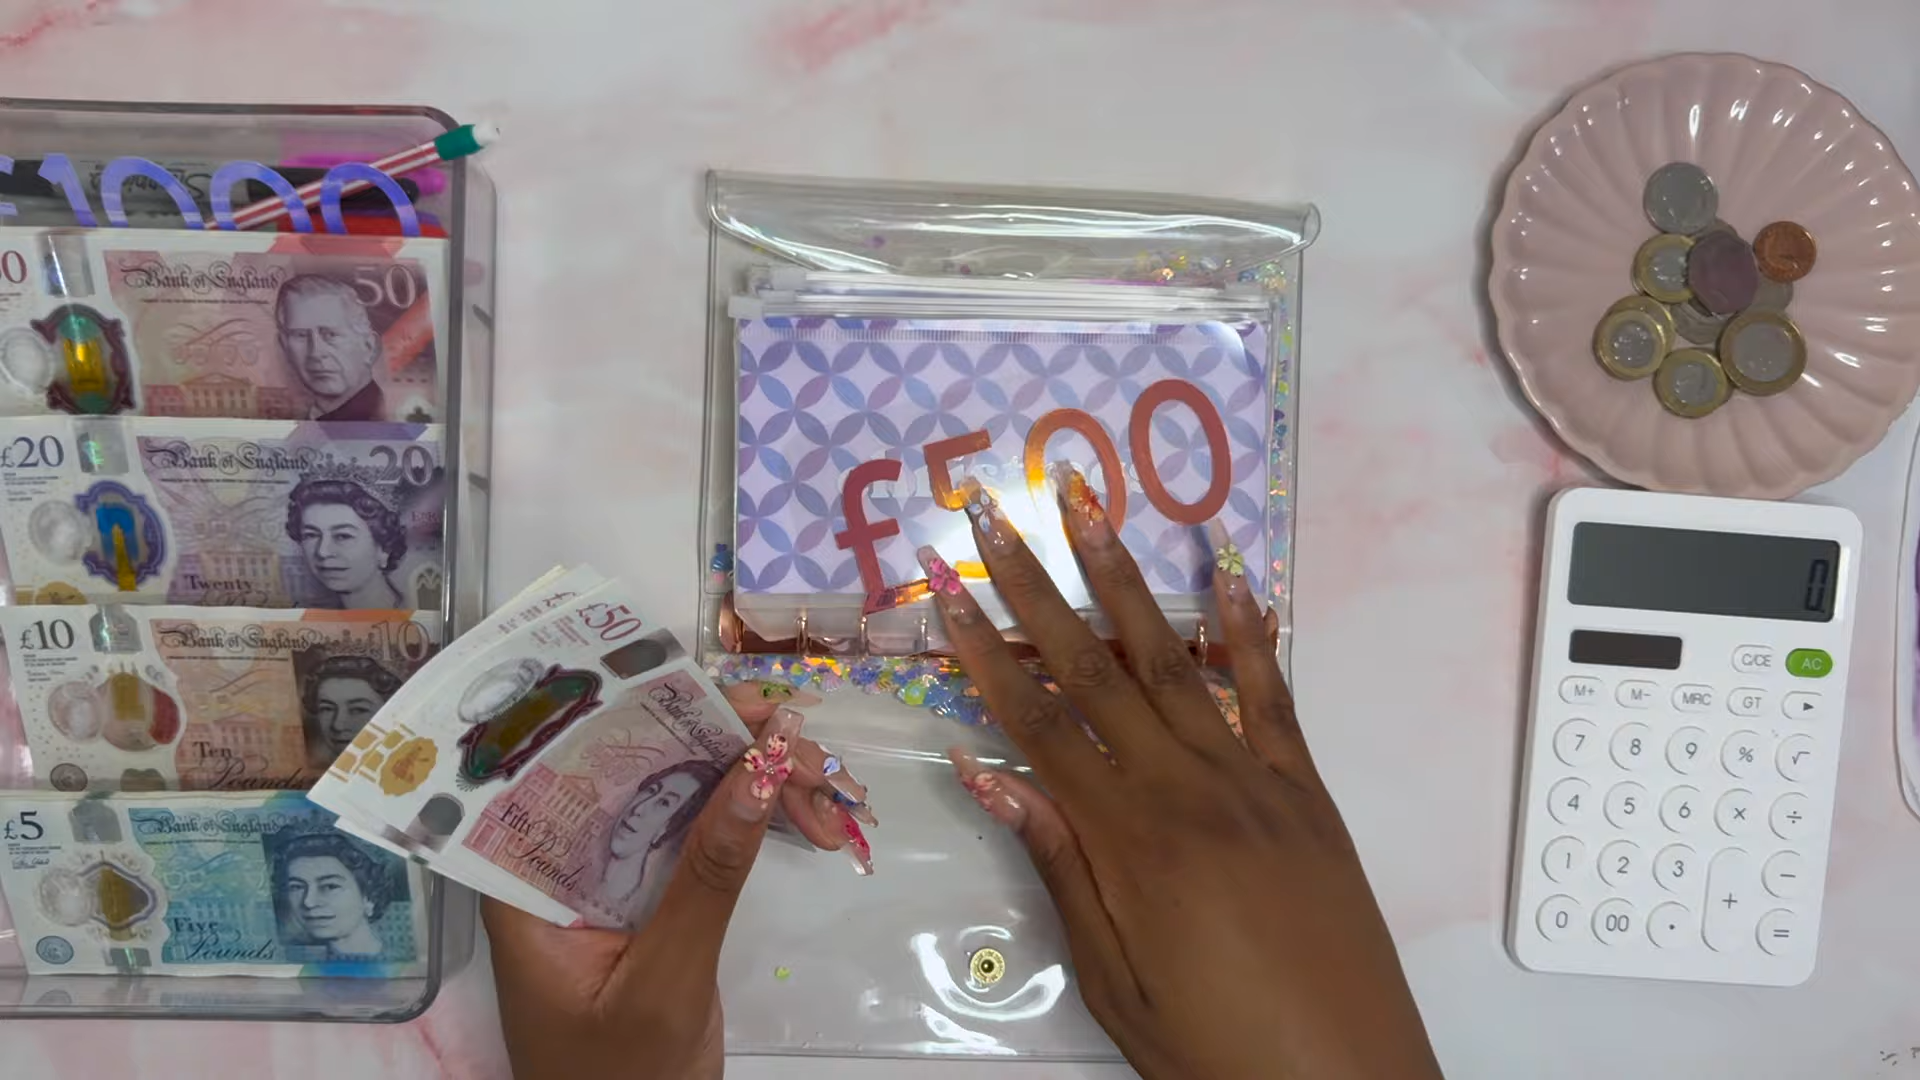 £1000
50
Bank of England
£20
Bank of England
20
Twenty
£10
Bank of England
10
Ten
Pounds
£5
Bank of England
Five
Pounds
£50
Bank of England
Fifty
Pounds
£500
0
C/CE
AC
M+
M-
MRC
GT
▶
7
8
9
%
√
4
5
6
×
÷
1
2
3
+
−
0
00
.
=